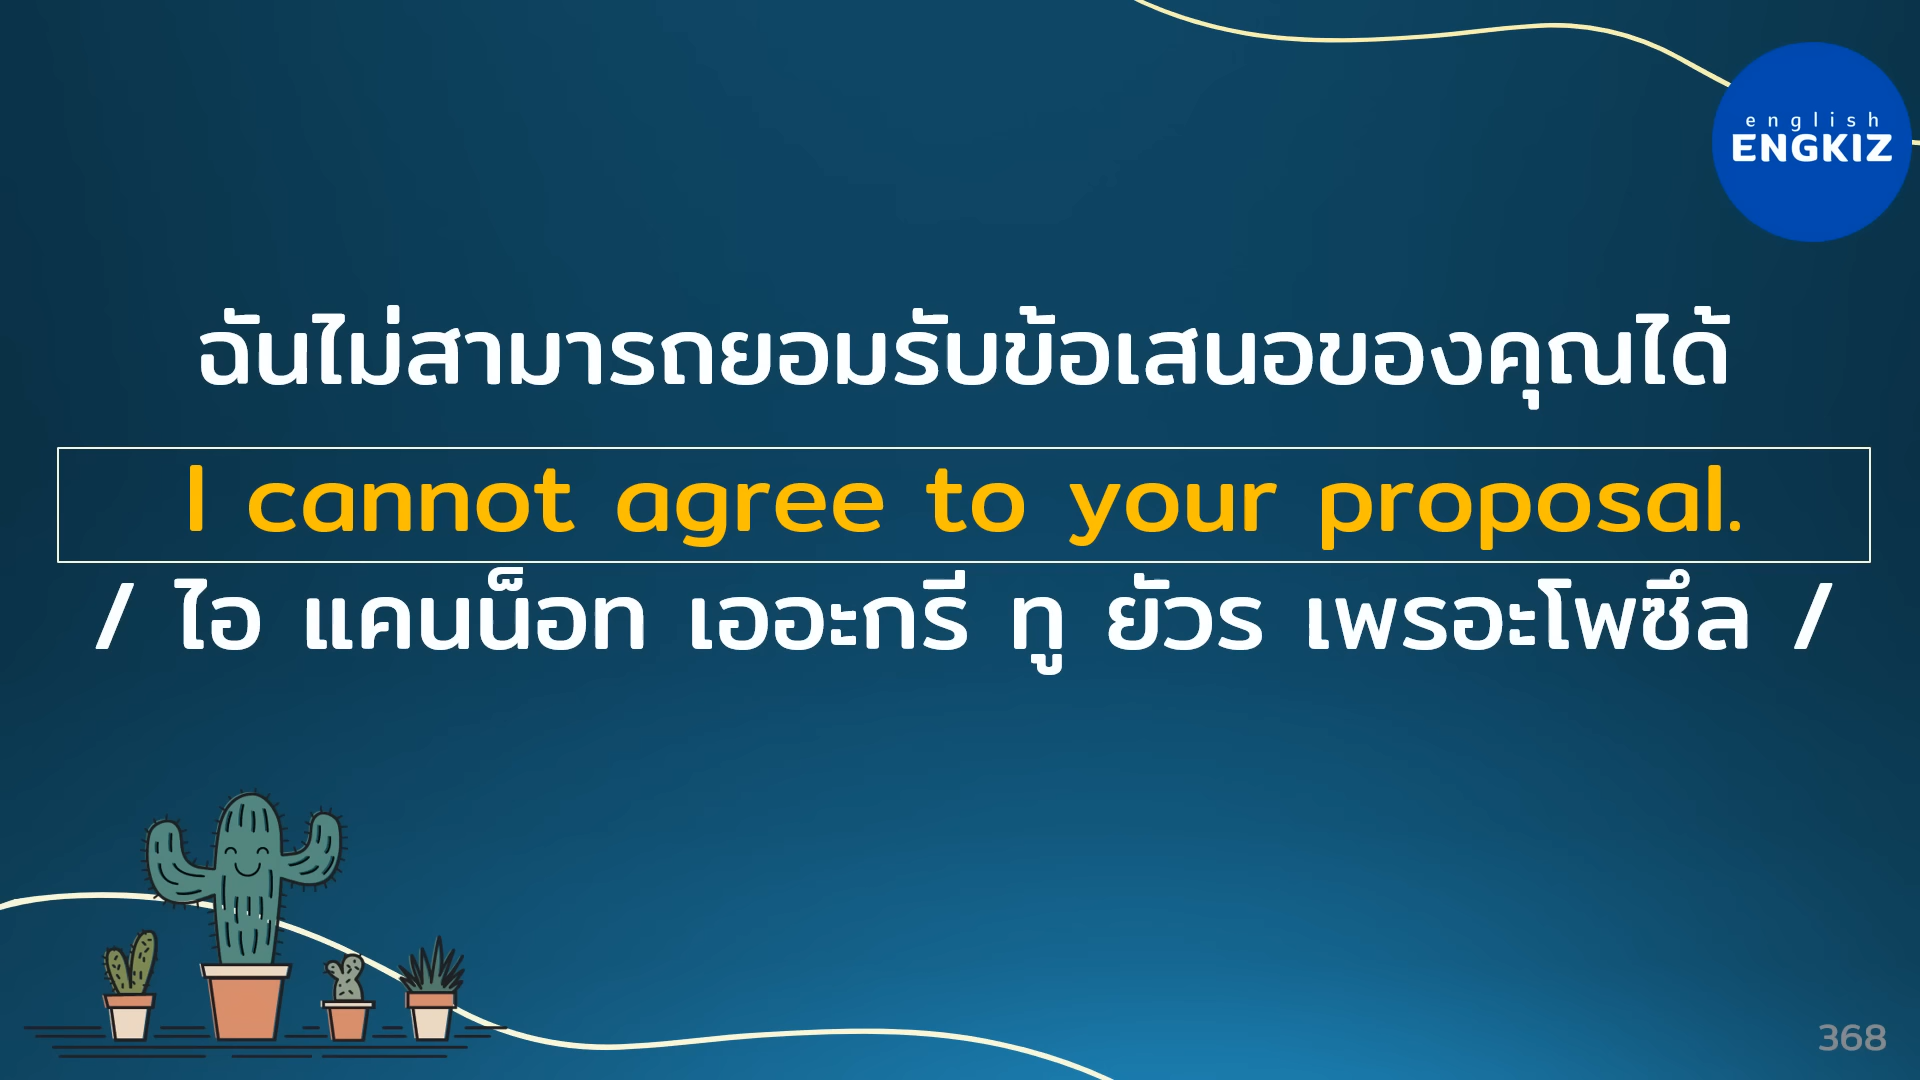 english
ENGKIZ
ฉันไม่สามารถยอมรับข้อเสนอของคุณได้
I cannot agree to your proposal.
/ ไอ แคนน็อท เออะกรี ทู ยัวร เพรอะโพซึล /
368